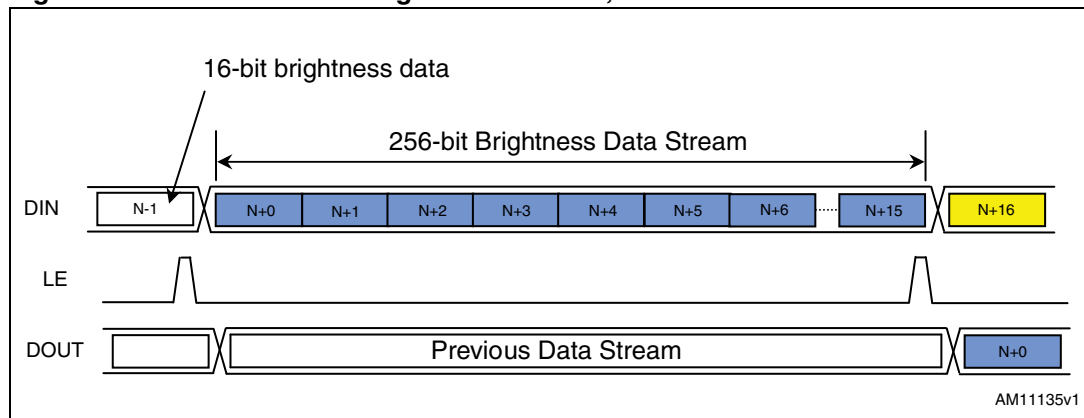 16-bit brightness data
256-bit Brightness Data Stream
DIN
N-1
N+0
N+1
N+2
N+3
N+4
N+5
N+6
N+15
N+16
LE
DOUT
Previous Data Stream
N+0
AM11135v1